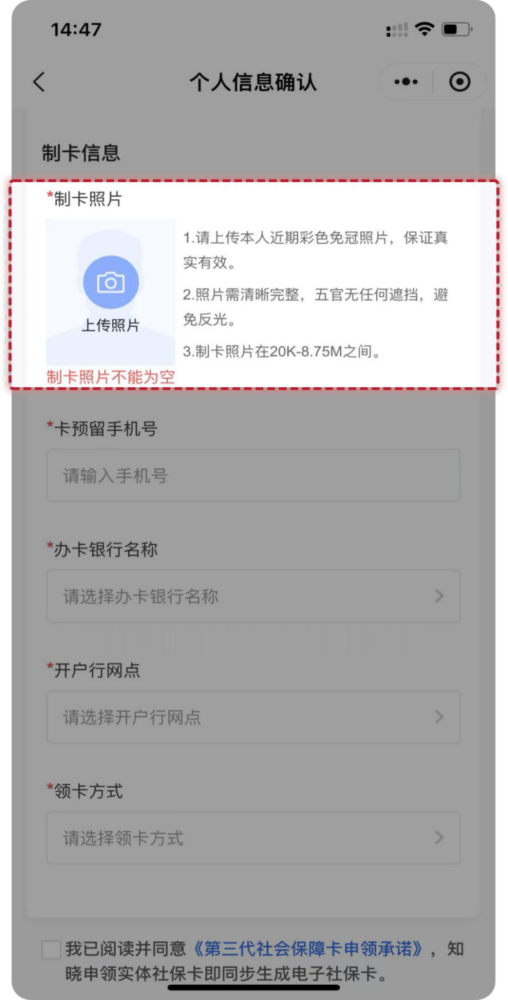 14:47
个人信息确认
制卡信息
*制卡照片
1.请上传本人近期彩色免冠照片，保证真
实有效。
2.照片需清晰完整，五官无任何遮挡，避
免反光。
3.制卡照片在20K-8.75M之间。
上传照片
制卡照片不能为空
*卡预留手机号
请输入手机号
*办卡银行名称
请选择办卡银行名称
*开户行网点
请选择开户行网点
*领卡方式
请选择领卡方式
我已阅读并同意《第三代社会保障卡申领承诺》，知
晓申领实体社保卡即同步生成电子社保卡。